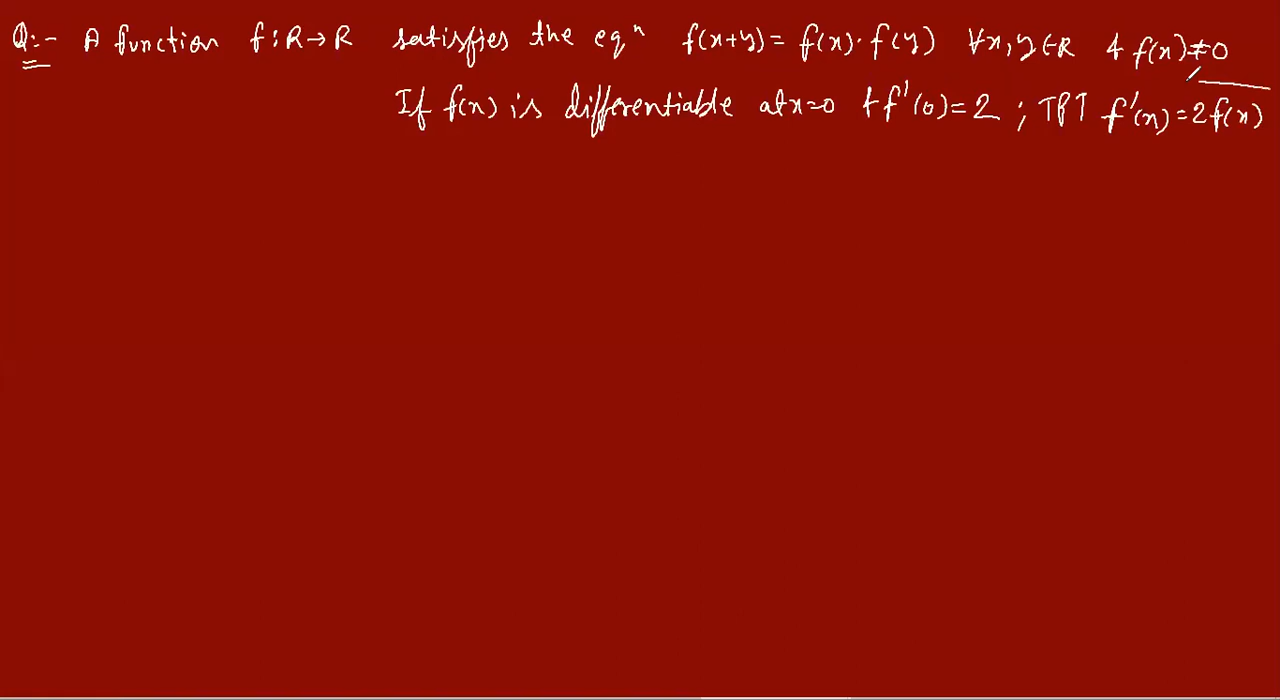 Q:- A function f:R→R satisfies the eqⁿ f(x+y) = f(x)·f(y) ∀x,y∈R & f(x)≠0
If f(x) is differentiable at x=0 & f'(0)=2 ; TPT f'(x)=2f(x)